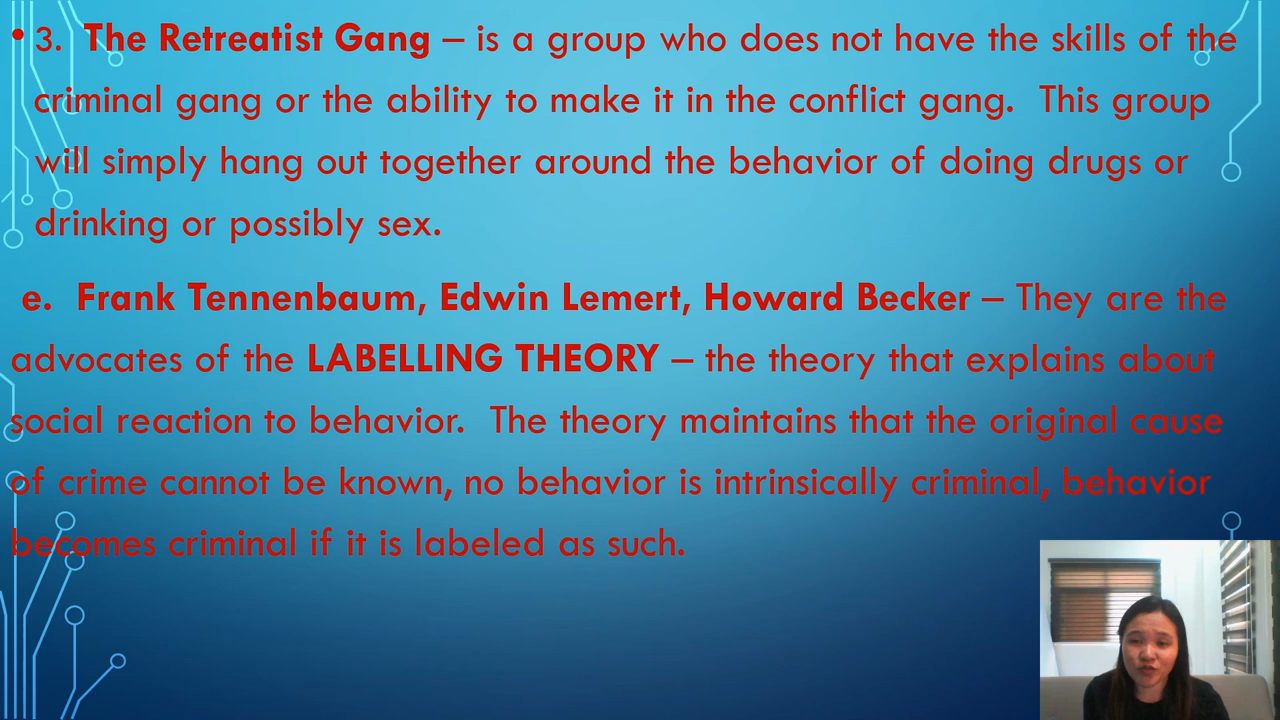 • 3. The Retreatist Gang – is a group who does not have the skills of the
criminal gang or the ability to make it in the conflict gang. This group
will simply hang out together around the behavior of doing drugs or
drinking or possibly sex.
e. Frank Tennenbaum, Edwin Lemert, Howard Becker – They are the
advocates of the LABELLING THEORY – the theory that explains about
social reaction to behavior. The theory maintains that the original cause
of crime cannot be known, no behavior is intrinsically criminal, behavior
becomes criminal if it is labeled as such.